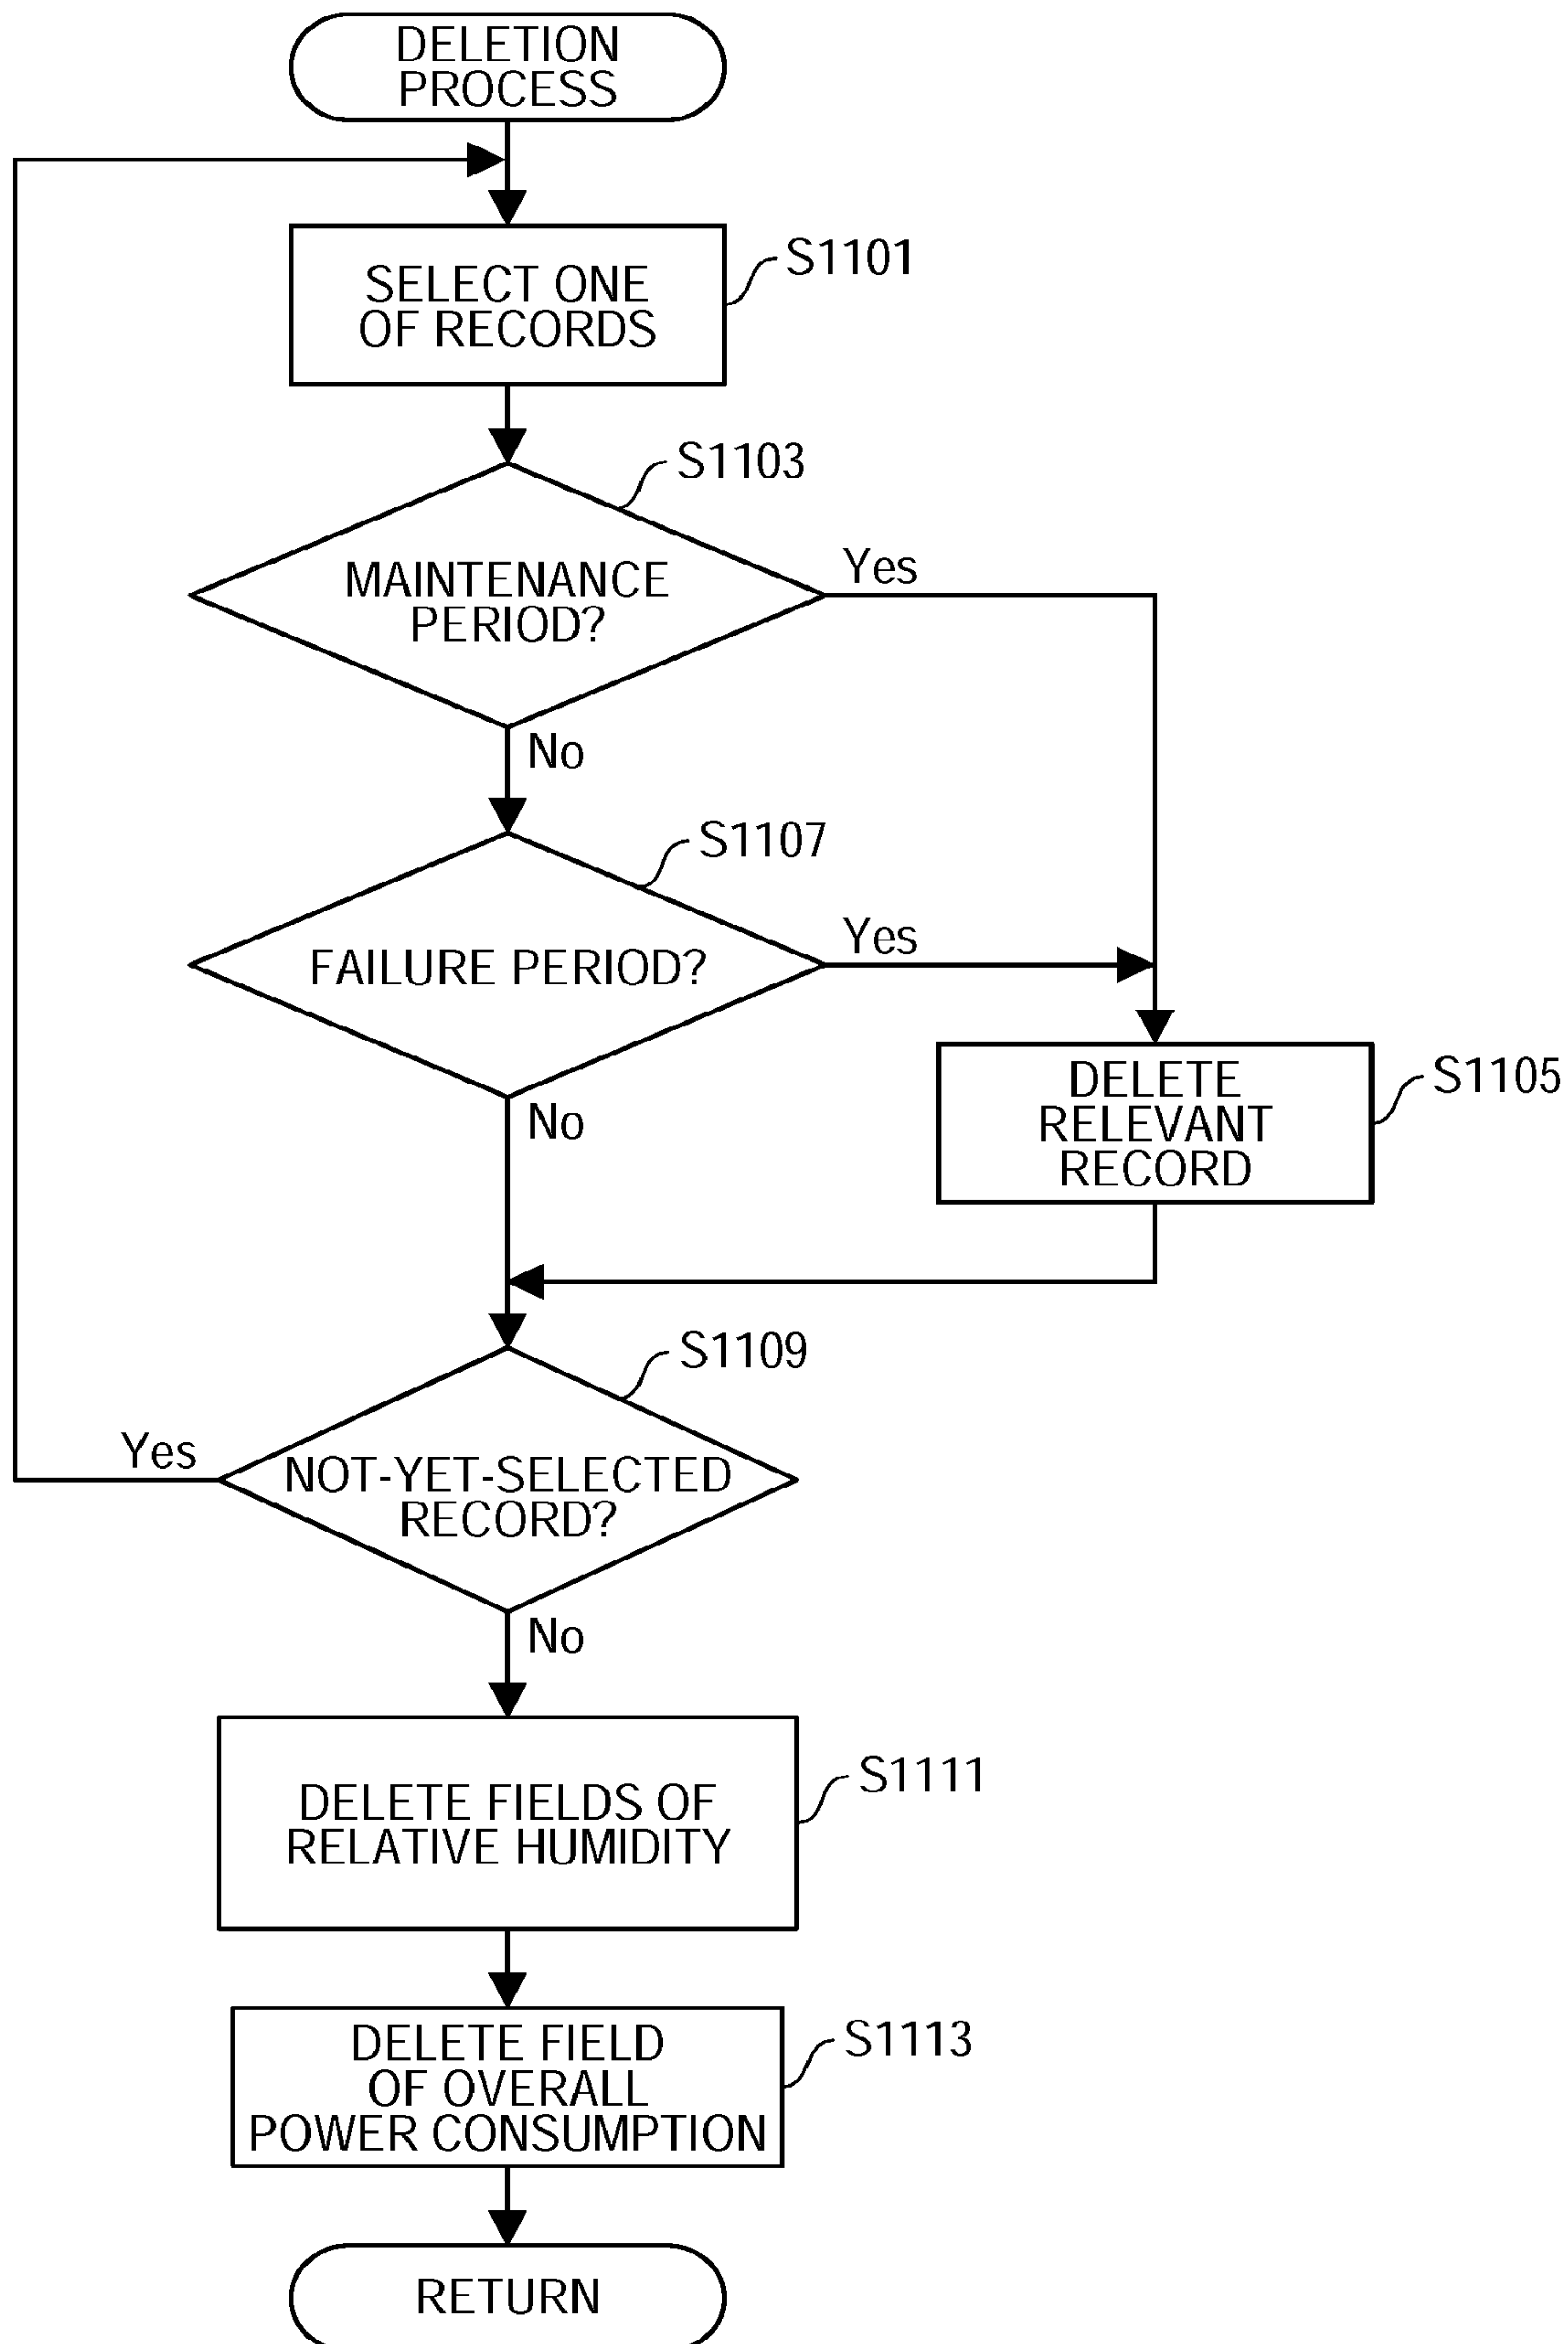 DELETION
PROCESS
S1101
SELECT ONE
OF RECORDS
S1103
MAINTENANCE
PERIOD?
Yes
No
S1107
FAILURE PERIOD?
Yes
No
S1105
DELETE
RELEVANT
RECORD
S1109
NOT-YET-SELECTED
RECORD?
Yes
No
S1111
DELETE FIELDS OF
RELATIVE HUMIDITY
S1113
DELETE FIELD
OF OVERALL
POWER CONSUMPTION
RETURN